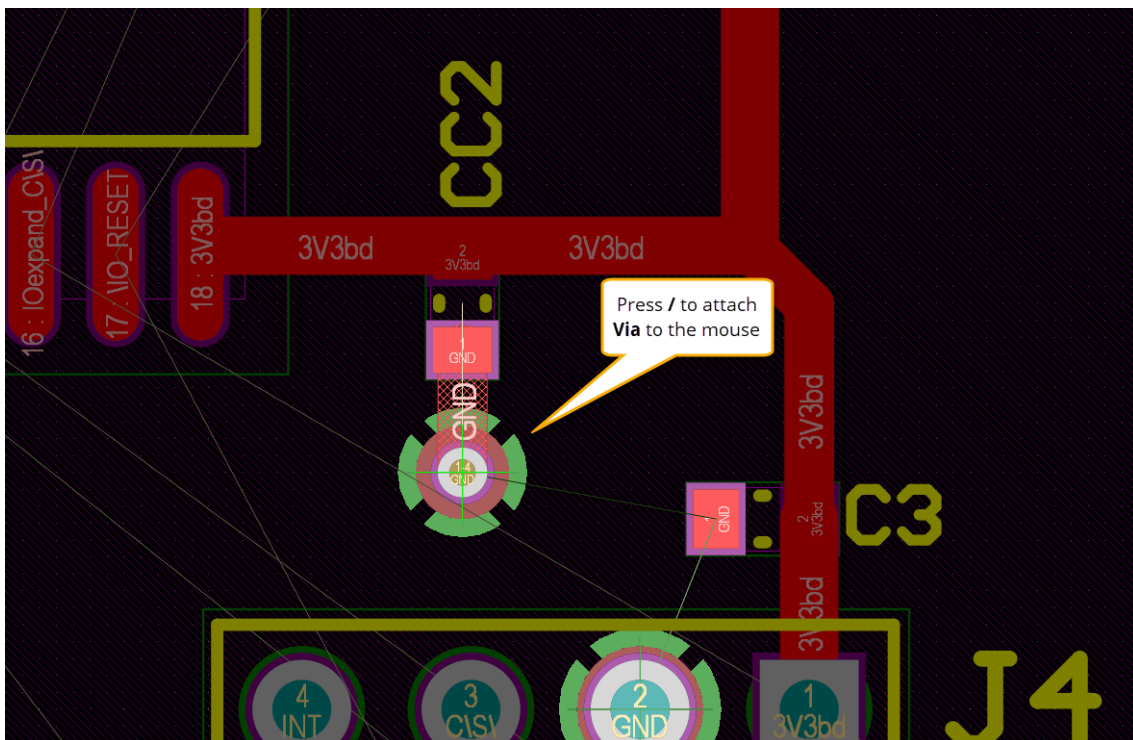 CC2
16 : IOexpand_C\S\
17 : \IO_RESET
18 : 3V3bd
3V3bd
2
3V3bd
3V3bd
Press / to attach
Via to the mouse
1
GND
GND
1-4
GND
3V3bd
1
GND
2
3V3bd
C3
3V3bd
4
INT
3
C\S\
2
GND
1
3V3bd
J4